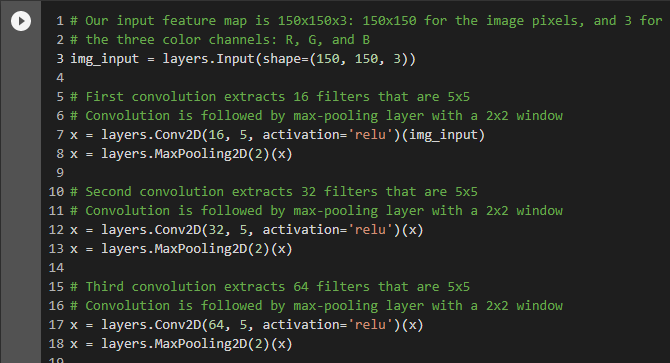 1 # Our input feature map is 150x150x3: 150x150 for the image pixels, and 3 for
2 # the three color channels: R, G, and B
3 img_input = layers.Input(shape=(150, 150, 3))
4
5 # First convolution extracts 16 filters that are 5x5
6 # Convolution is followed by max-pooling layer with a 2x2 window
7 x = layers.Conv2D(16, 5, activation='relu')(img_input)
8 x = layers.MaxPooling2D(2)(x)
9
10 # Second convolution extracts 32 filters that are 5x5
11 # Convolution is followed by max-pooling layer with a 2x2 window
12 x = layers.Conv2D(32, 5, activation='relu')(x)
13 x = layers.MaxPooling2D(2)(x)
14
15 # Third convolution extracts 64 filters that are 5x5
16 # Convolution is followed by max-pooling layer with a 2x2 window
17 x = layers.Conv2D(64, 5, activation='relu')(x)
18 x = layers.MaxPooling2D(2)(x)
19